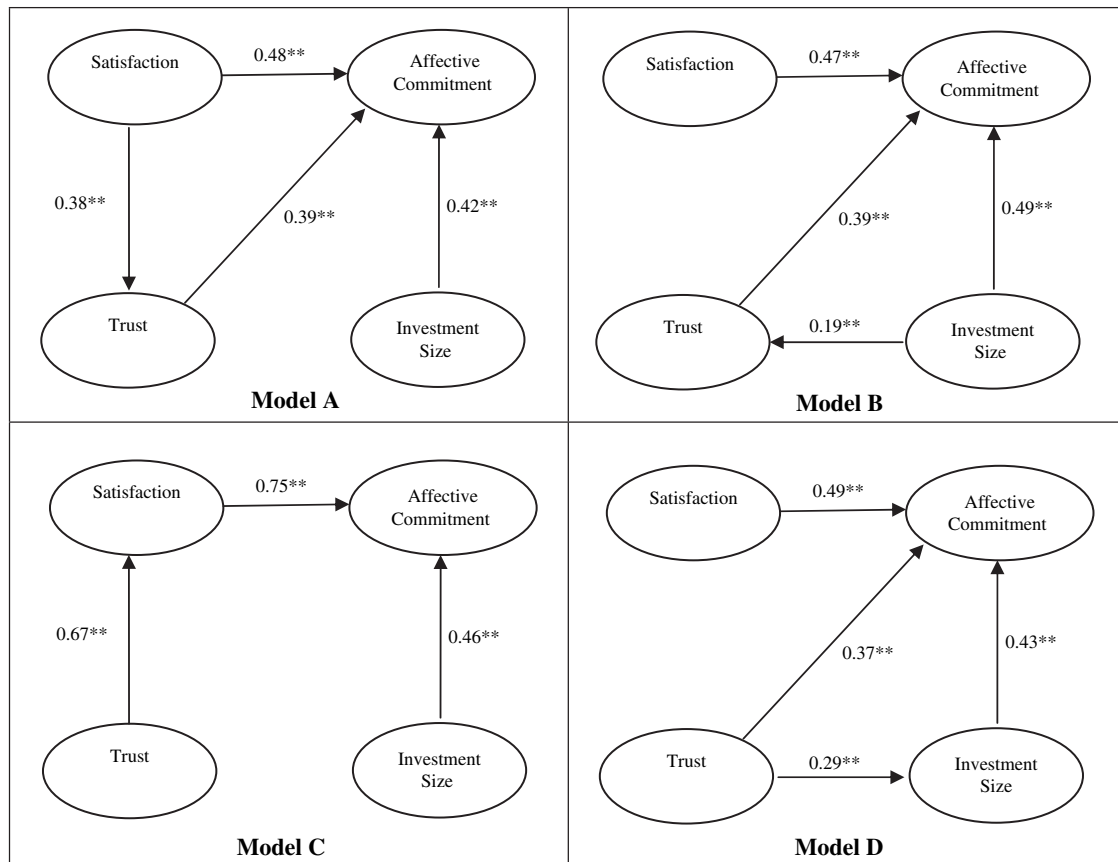 Satisfaction
0.48**
Affective
Commitment
0.38**
0.39**
0.42**
Trust
Investment
Size
Model A
Satisfaction
0.47**
Affective
Commitment
0.39**
0.49**
Trust
0.19**
Investment
Size
Model B
Satisfaction
0.75**
Affective
Commitment
0.67**
0.46**
Trust
Investment
Size
Model C
Satisfaction
0.49**
Affective
Commitment
0.37**
0.43**
Trust
0.29**
Investment
Size
Model D